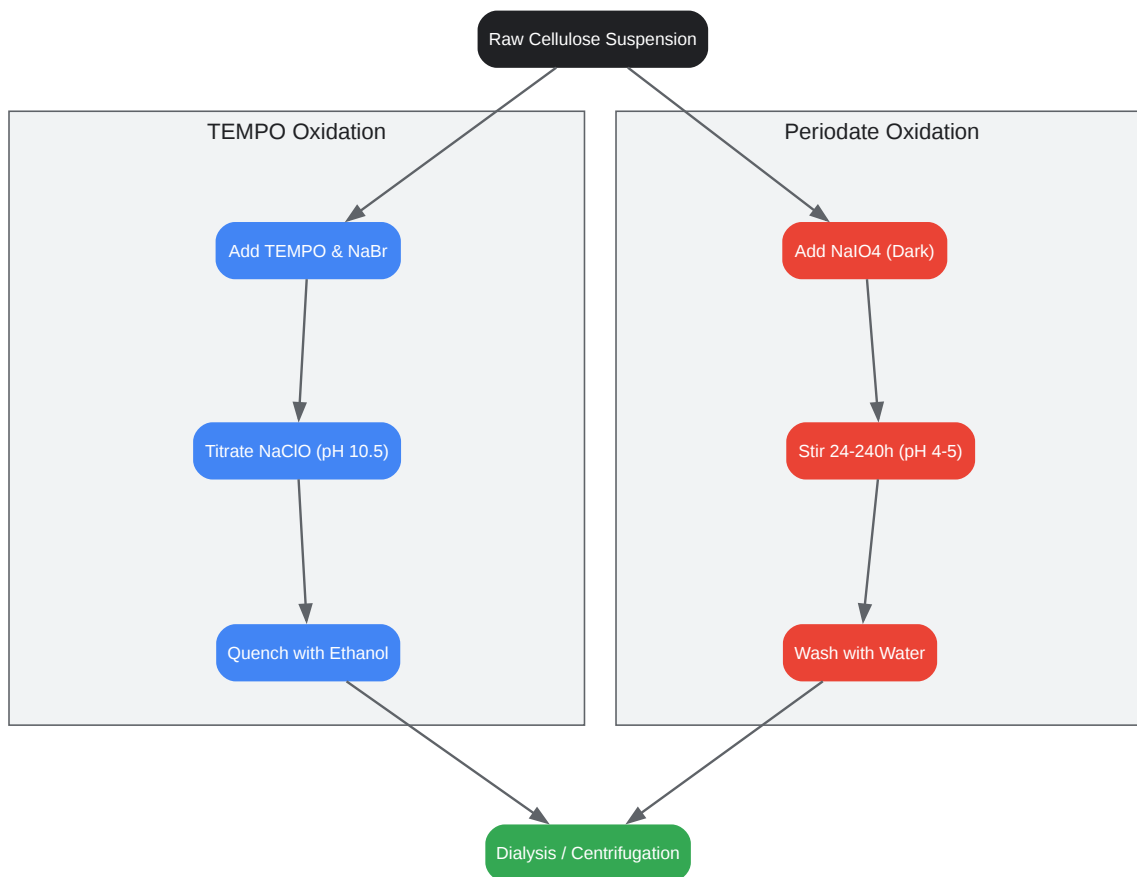 Raw Cellulose Suspension
TEMPO Oxidation
Periodate Oxidation
Add TEMPO & NaBr
Add NaIO4 (Dark)
Titrate NaClO (pH 10.5)
Stir 24-240h (pH 4-5)
Quench with Ethanol
Wash with Water
Dialysis / Centrifugation